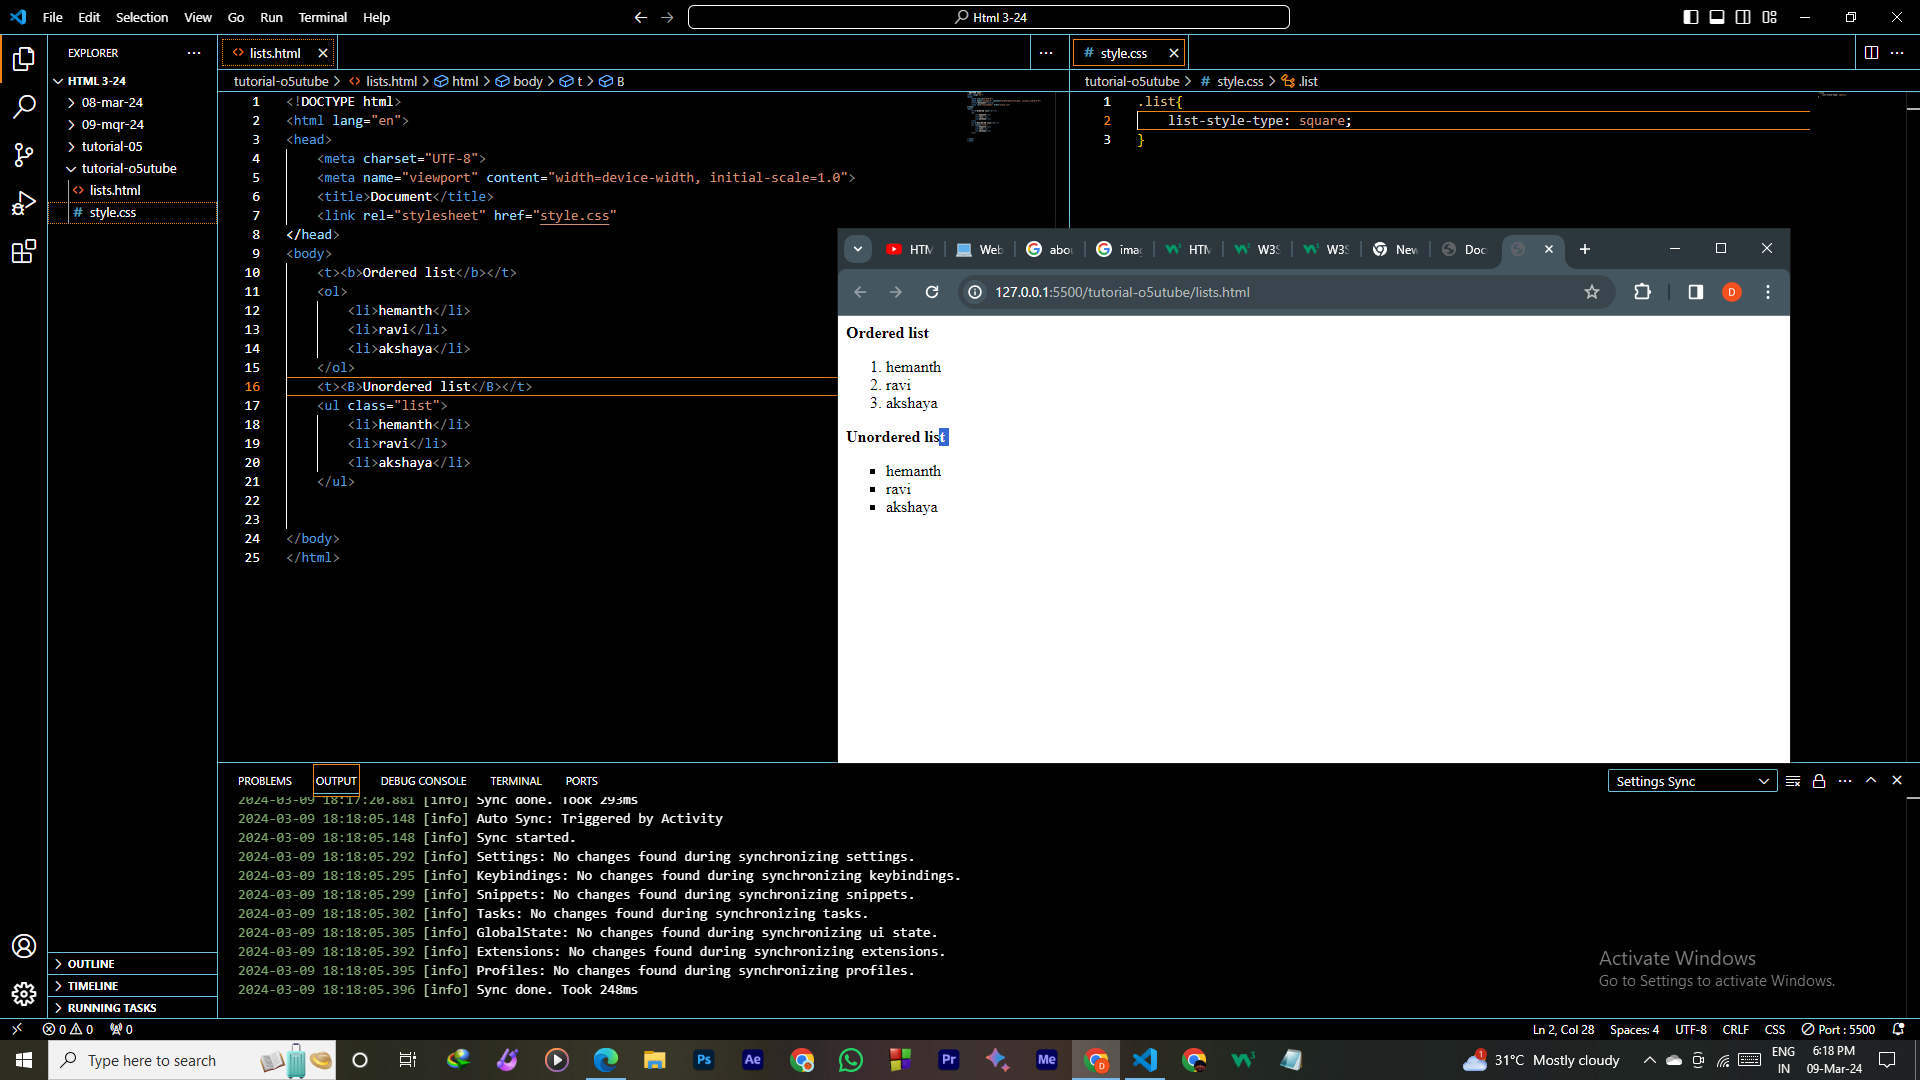 File Edit Selection View Go Run Terminal Help
Html 3-24
EXPLORER
HTML 3-24
08-mar-24
09-mqr-24
tutorial-05
tutorial-o5utube
lists.html
style.css
OUTLINE
TIMELINE
RUNNING TASKS
lists.html
tutorial-o5utube > lists.html > html > body > t > B
1 <!DOCTYPE html>
2 <html lang="en">
3 <head>
4 <meta charset="UTF-8">
5 <meta name="viewport" content="width=device-width, initial-scale=1.0">
6 <title>Document</title>
7 <link rel="stylesheet" href="style.css"
8 </head>
9 <body>
10 <t><b>Ordered list</b></t>
11 <ol>
12 <li>hemanth</li>
13 <li>ravi</li>
14 <li>akshaya</li>
15 </ol>
16 <t><B>Unordered list</B></t>
17 <ul class="list">
18 <li>hemanth</li>
19 <li>ravi</li>
20 <li>akshaya</li>
21 </ul>
22
23
24 </body>
25 </html>
# style.css
tutorial-o5utube > # style.css > .list
1 .list{
2 list-style-type: square;
3 }
HTM Web abou imag HTM W3S W3S New Doc
127.0.0.1:5500/tutorial-o5utube/lists.html
D
Ordered list
1. hemanth
2. ravi
3. akshaya
Unordered list
hemanth
ravi
akshaya
PROBLEMS OUTPUT DEBUG CONSOLE TERMINAL PORTS
Settings Sync
2024-03-09 18:17:20.881 [info] Sync done. Took 293ms
2024-03-09 18:18:05.148 [info] Auto Sync: Triggered by Activity
2024-03-09 18:18:05.148 [info] Sync started.
2024-03-09 18:18:05.292 [info] Settings: No changes found during synchronizing settings.
2024-03-09 18:18:05.295 [info] Keybindings: No changes found during synchronizing keybindings.
2024-03-09 18:18:05.299 [info] Snippets: No changes found during synchronizing snippets.
2024-03-09 18:18:05.302 [info] Tasks: No changes found during synchronizing tasks.
2024-03-09 18:18:05.305 [info] GlobalState: No changes found during synchronizing ui state.
2024-03-09 18:18:05.392 [info] Extensions: No changes found during synchronizing extensions.
2024-03-09 18:18:05.395 [info] Profiles: No changes found during synchronizing profiles.
2024-03-09 18:18:05.396 [info] Sync done. Took 248ms
Activate Windows
Go to Settings to activate Windows.
0 0 0
Ln 2, Col 28 Spaces: 4 UTF-8 CRLF CSS Port : 5500
Type here to search
Ps Ae Pr Me D
1 31°C Mostly cloudy
ENG
IN
6:18 PM
09-Mar-24